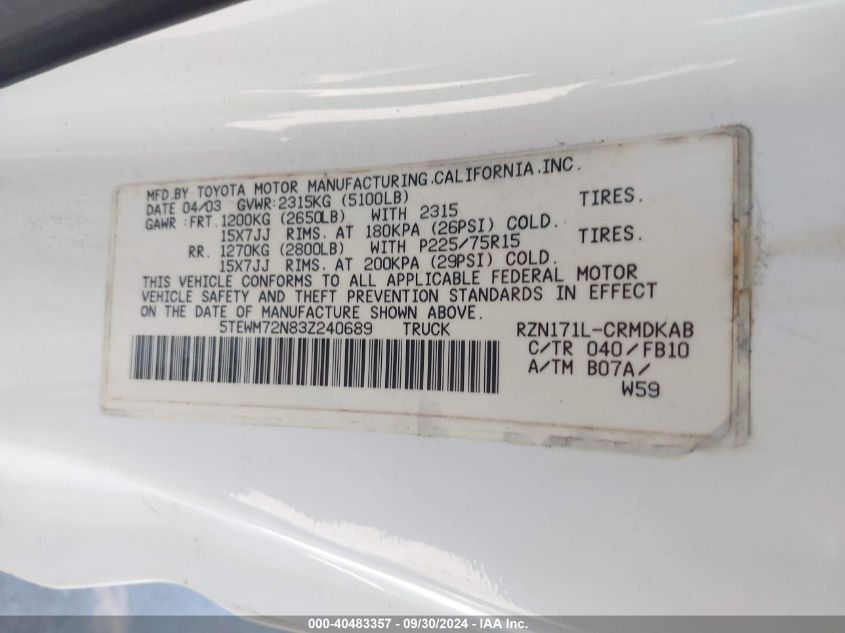 MFD.BY TOYOTA MOTOR MANUFACTURING.CALIFORNIA.INC.
DATE 04/03 GVWR:2315KG (5100LB)
GAWR :FRT.1200KG (2650LB) WITH 2315 TIRES.
15X7JJ RIMS. AT 180KPA (26PSI) COLD.
RR. 1270KG (2800LB) WITH P225/75R15 TIRES.
15X7JJ RIMS. AT 200KPA (29PSI) COLD.
THIS VEHICLE CONFORMS TO ALL APPLICABLE FEDERAL MOTOR
VEHICLE SAFETY AND THEFT PREVENTION STANDARDS IN EFFECT
ON THE DATE OF MANUFACTURE SHOWN ABOVE.
5TEWM72N83Z240689 TRUCK RZN171L-CRMDKAB
C/TR 040/FB10
A/TM B07A/
W59
000-40483357 - 09/30/2024 - IAA Inc.